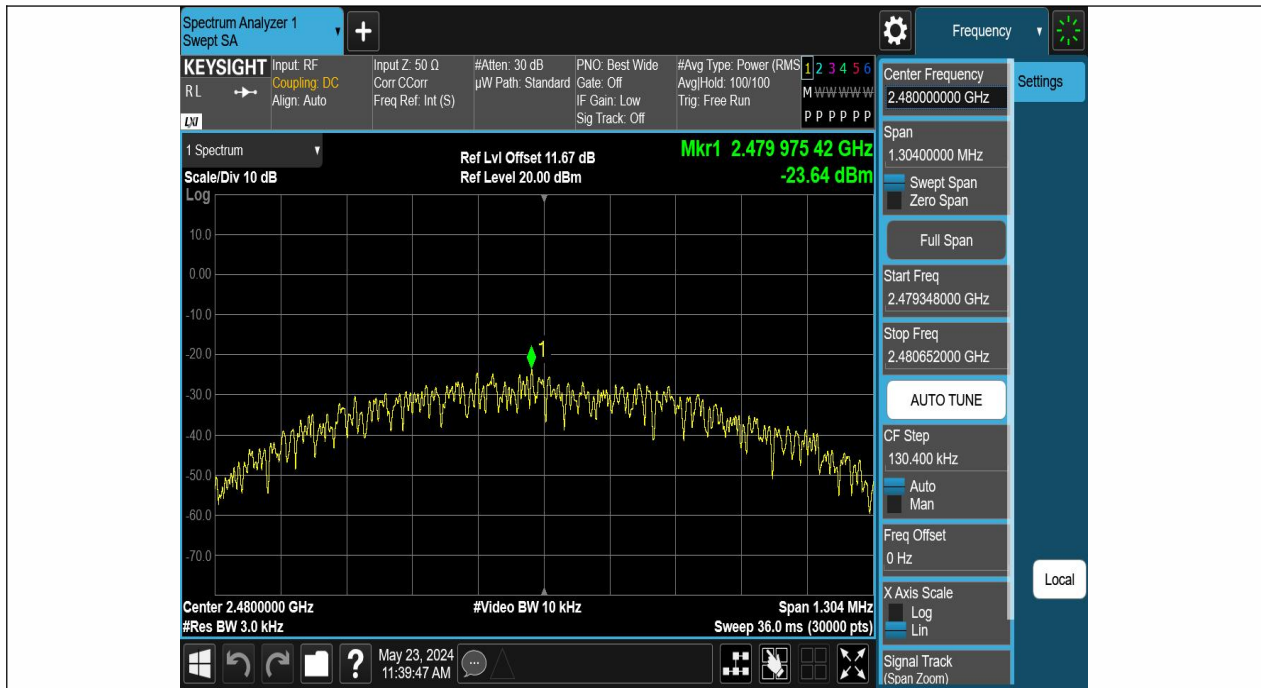 Spectrum Analyzer 1
Swept SA
+
Frequency
KEYSIGHT
RL
LXI
Input: RF
Coupling: DC
Align: Auto
Input Z: 50 Ω
Corr CCorr
Freq Ref: Int (S)
#Atten: 30 dB
µW Path: Standard
PNO: Best Wide
Gate: Off
IF Gain: Low
Sig Track: Off
#Avg Type: Power (RMS
Avg|Hold: 100/100
Trig: Free Run
1 2 3 4 5 6
M W W W W W
P P P P P P
1 Spectrum
Scale/Div 10 dB
Log
Ref Lvl Offset 11.67 dB
Ref Level 20.00 dBm
Mkr1 2.479 975 42 GHz
-23.64 dBm
10.0
0.00
-10.0
-20.0
-30.0
-40.0
-50.0
-60.0
-70.0
1
Center 2.4800000 GHz
#Res BW 3.0 kHz
#Video BW 10 kHz
Span 1.304 MHz
Sweep 36.0 ms (30000 pts)
?
May 23, 2024
11:39:47 AM
Center Frequency
2.480000000 GHz
Settings
Span
1.30400000 MHz
Swept Span
Zero Span
Full Span
Start Freq
2.479348000 GHz
Stop Freq
2.480652000 GHz
AUTO TUNE
CF Step
130.400 kHz
Auto
Man
Freq Offset
0 Hz
X Axis Scale
Log
Lin
Local
Signal Track
(Span Zoom)